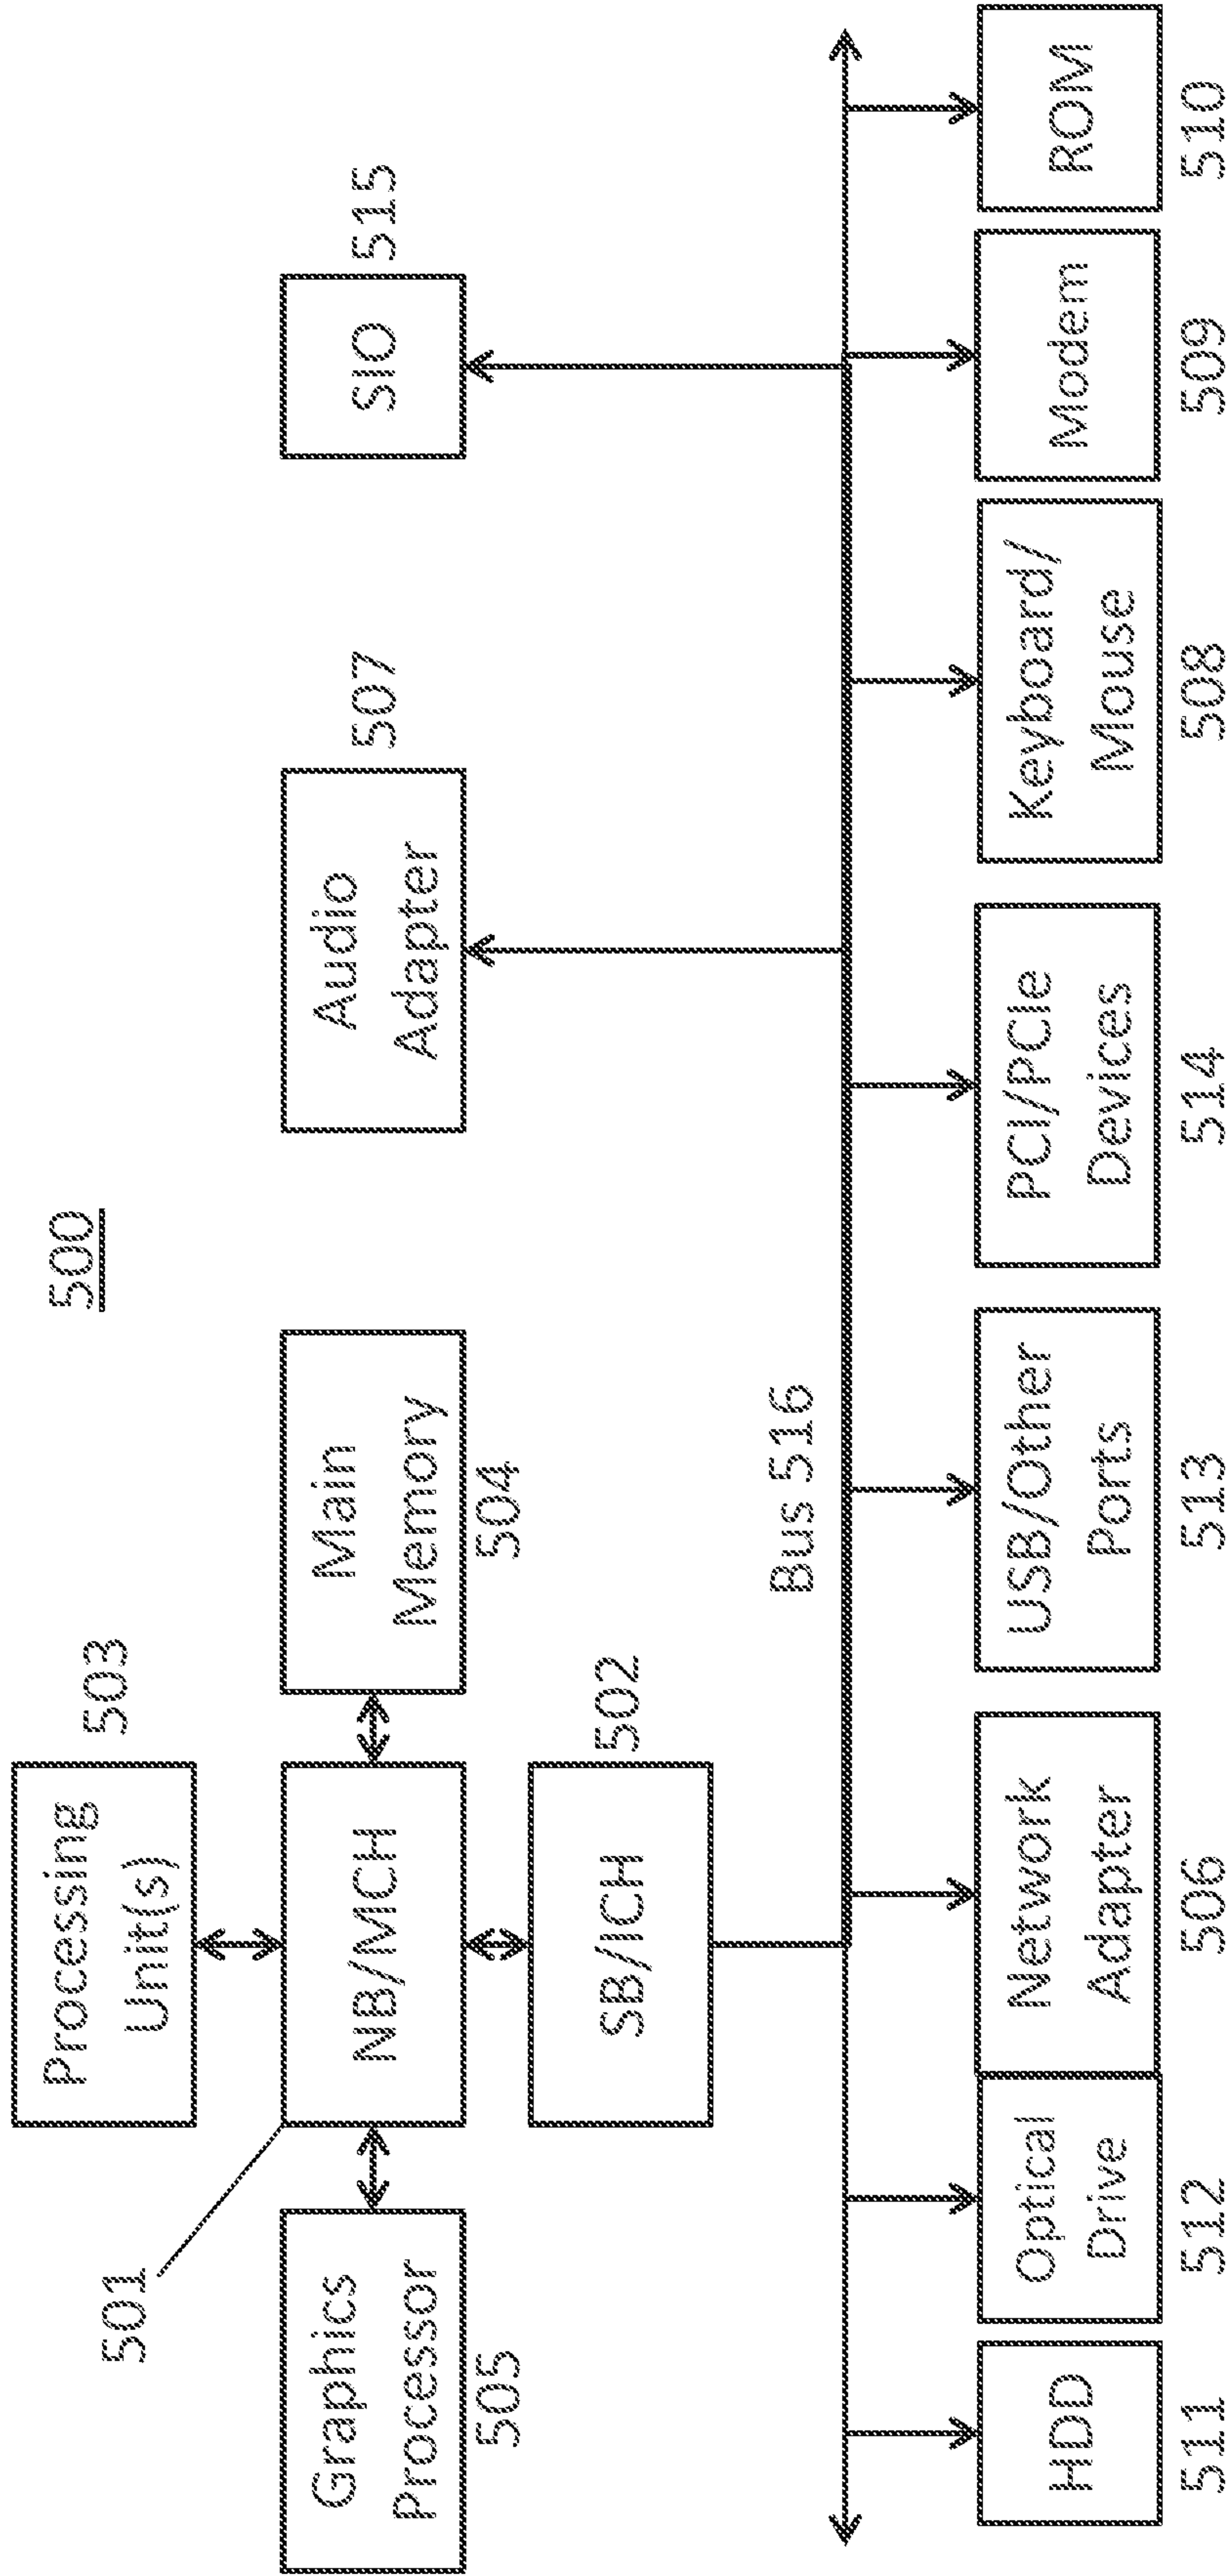 500
503
Processing
Unit(s)
501
NB/MCH
Graphics
Processor
505
Main
Memory
504
Audio
Adapter
507
SIO
515
SB/ICH
502
Bus 516
HDD
511
Optical
Drive
512
Network
Adapter
506
USB/Other
Ports
513
PCI/PCIe
Devices
514
Keyboard/
Mouse
508
Modem
509
ROM
510